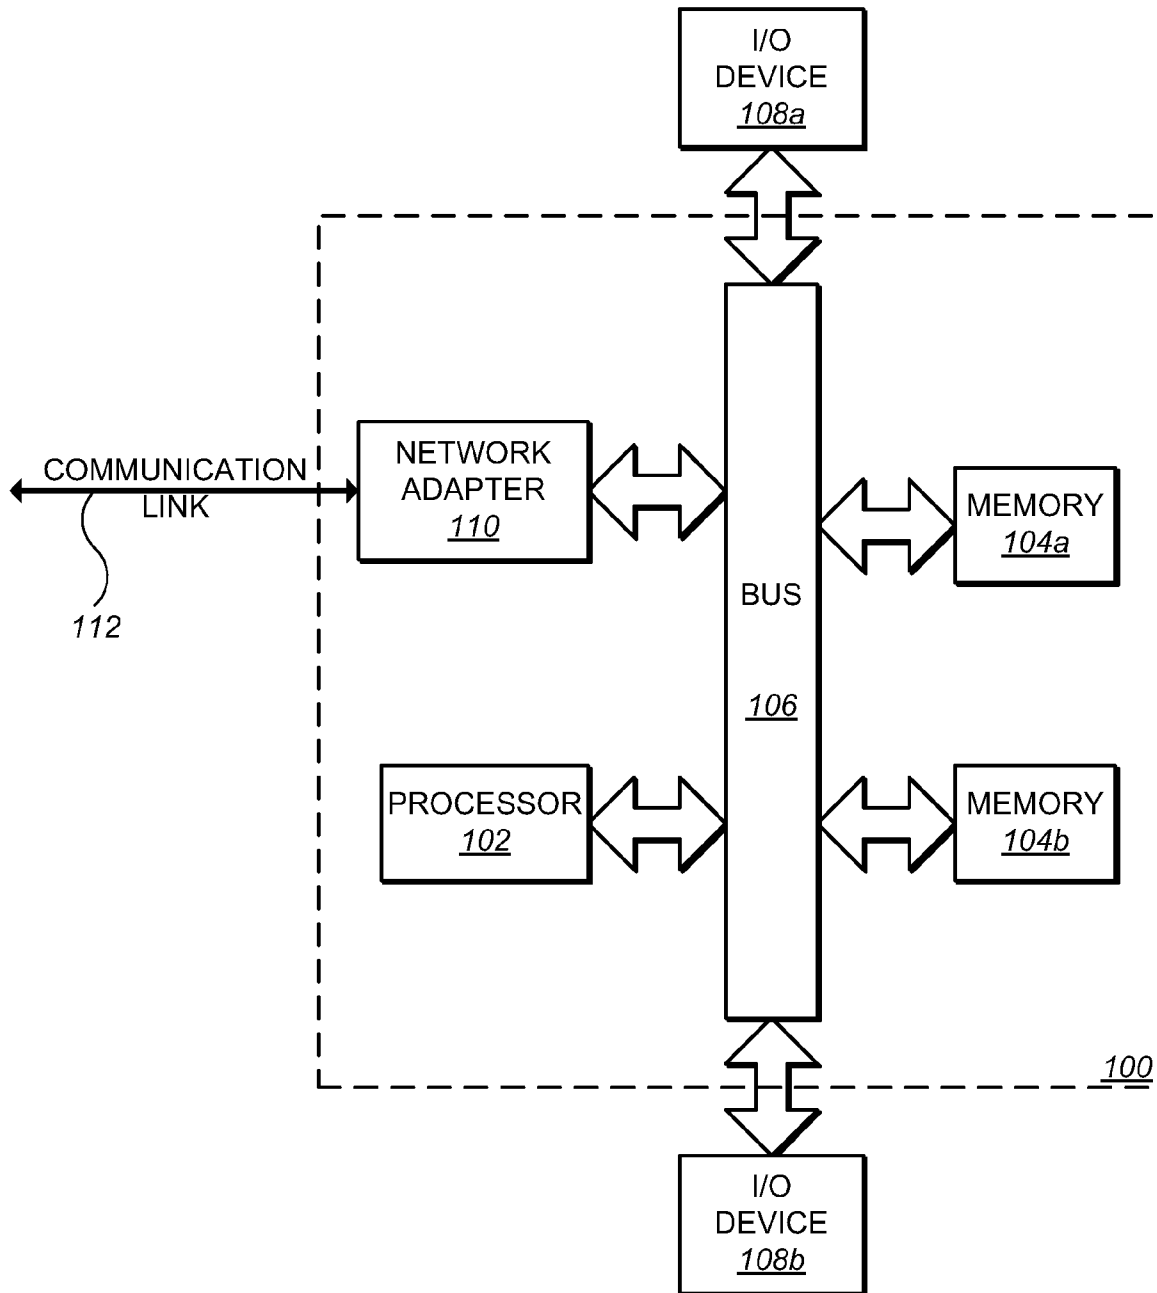 I/O
DEVICE
108a
COMMUNICATION
LINK
112
NETWORK
ADAPTER
110
MEMORY
104a
BUS
106
PROCESSOR
102
MEMORY
104b
100
I/O
DEVICE
108b